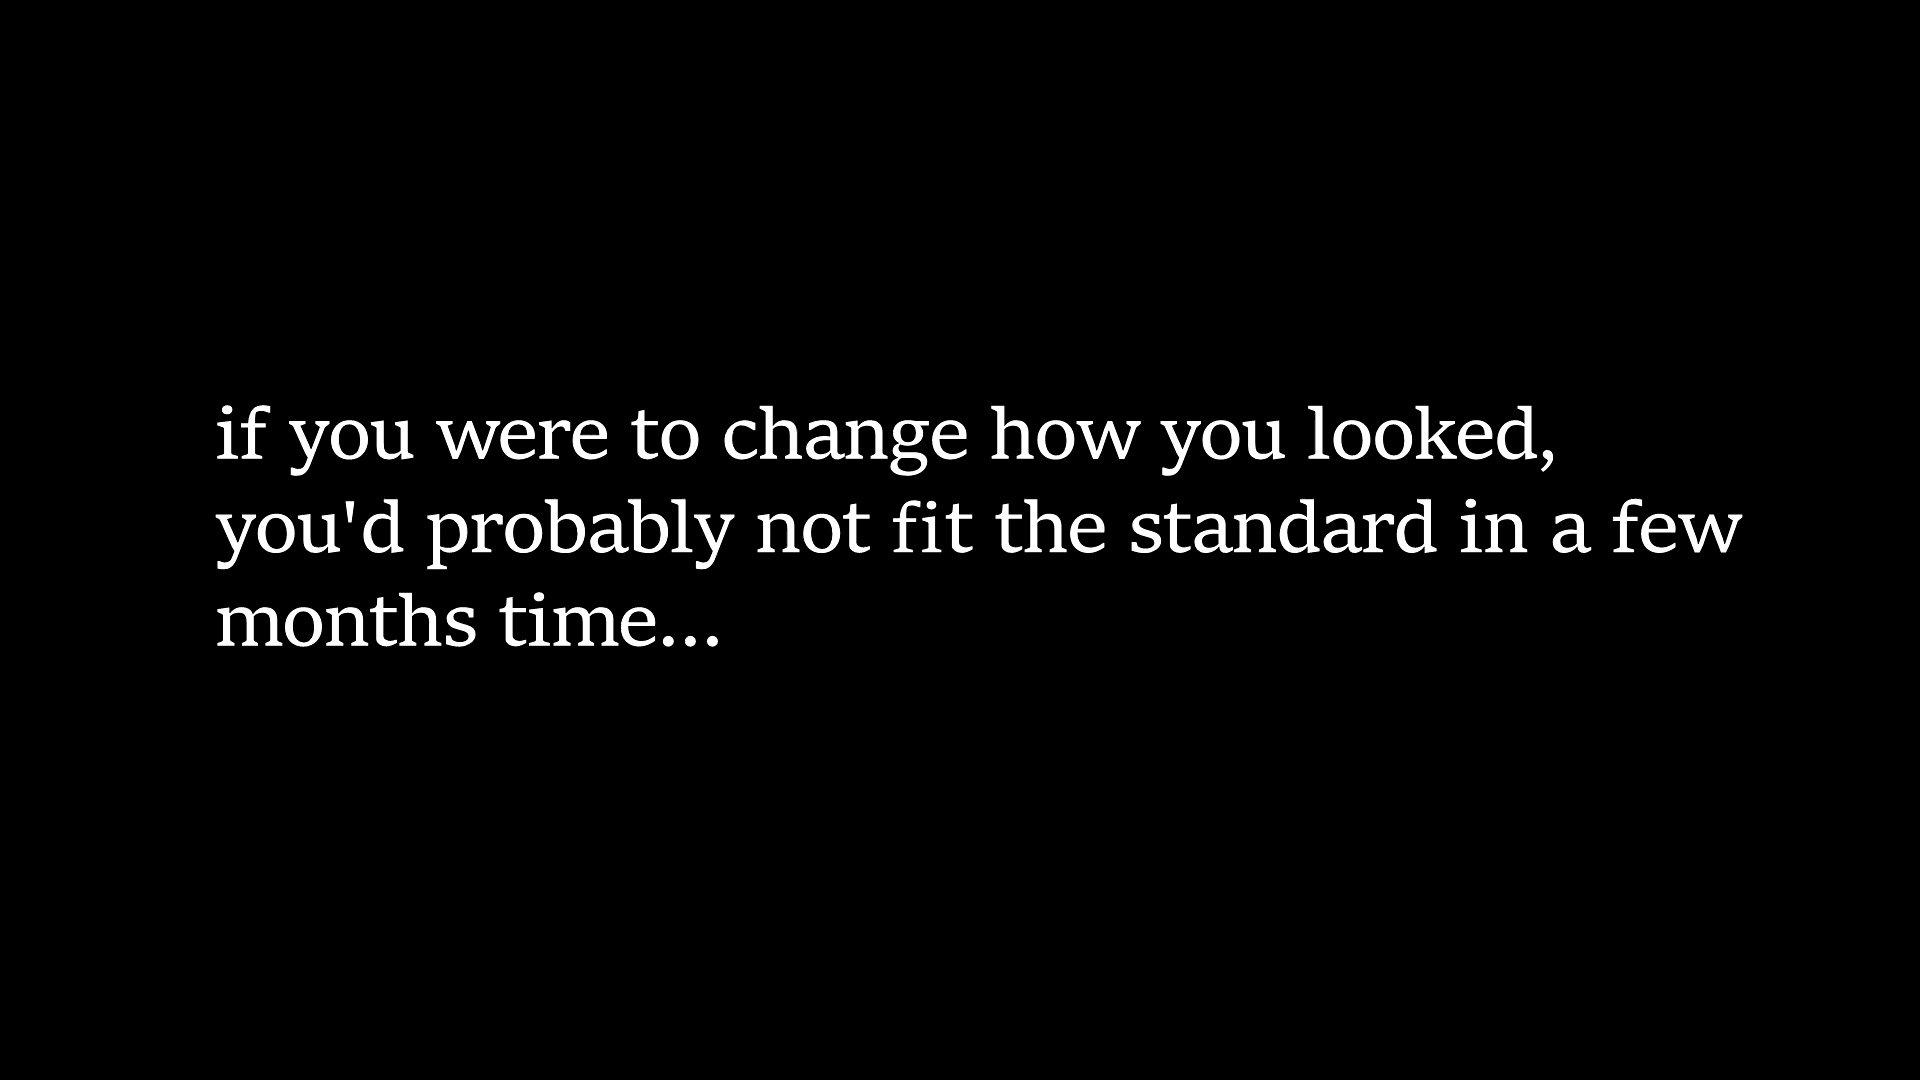 if you were to change how you looked,
you'd probably not fit the standard in a few
months time...